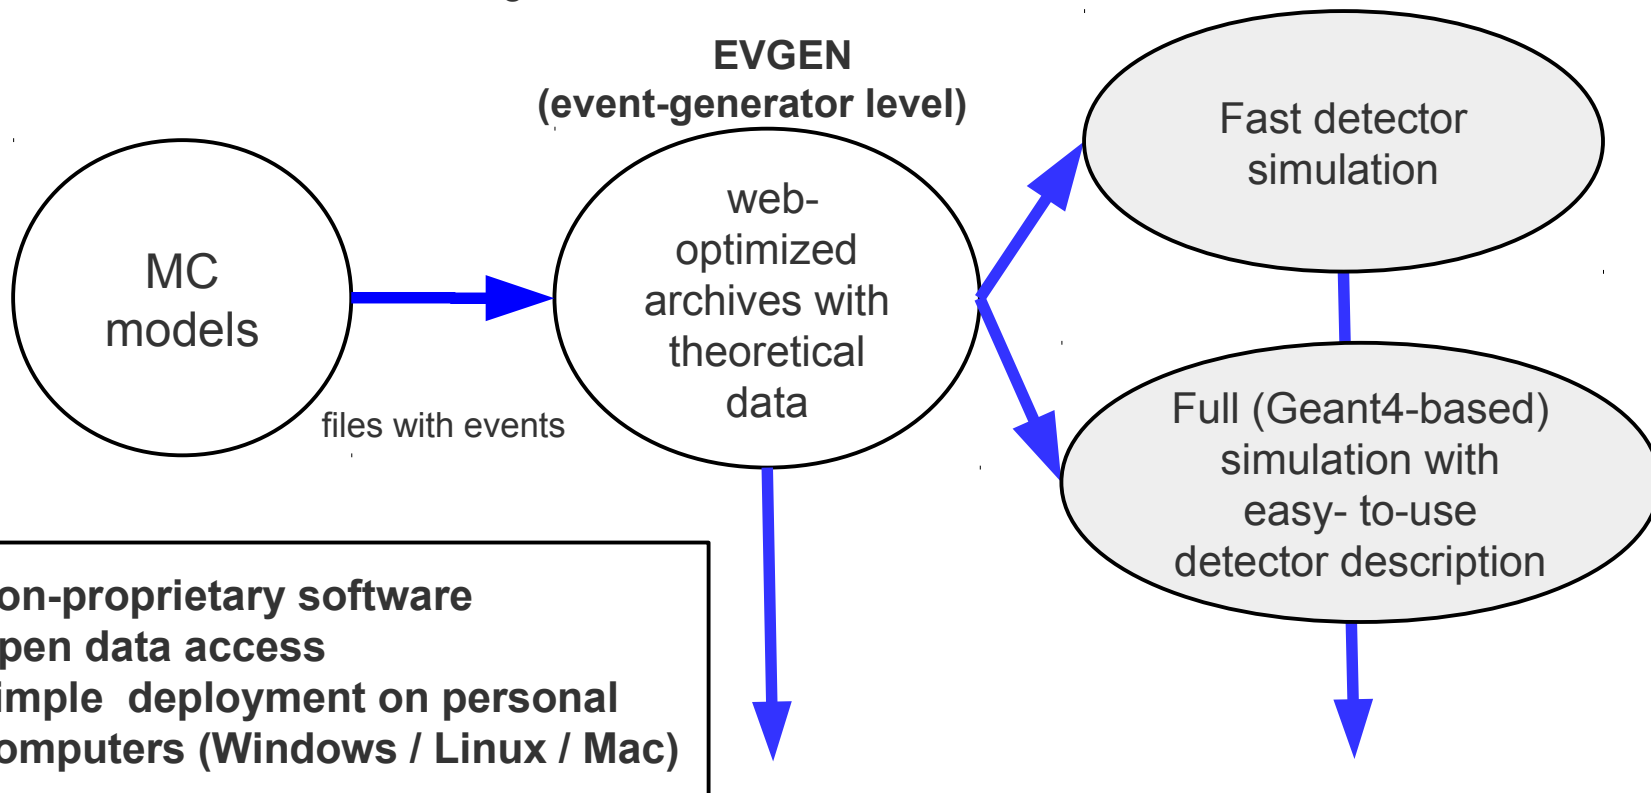 EVGEN
(event-generator level)
Fast detector
simulation
web-
optimized
archives with
theoretical
data
MC
models
files with events
Full (Geant4-based)
simulation with
easy- to-use
detector description
on-proprietary software
pen data access
imple deployment on personal
omputers (Windows / Linux / Mac)